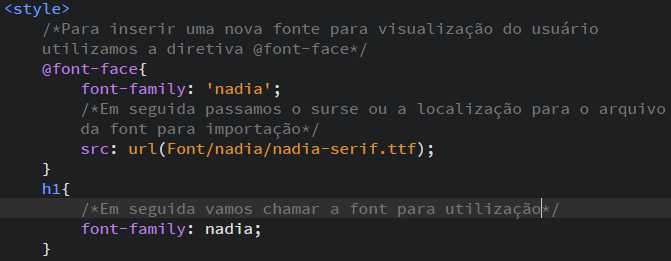 <style>
/*Para inserir uma nova fonte para visualização do usuário
utilizamos a diretiva @font-face*/
@font-face{
font-family: 'nadia';
/*Em seguida passamos o surse ou a localização para o arquivo
da font para importação*/
src: url(Font/nadia/nadia-serif.ttf);
}
h1{
/*Em seguida vamos chamar a font para utilização*/
font-family: nadia;
}